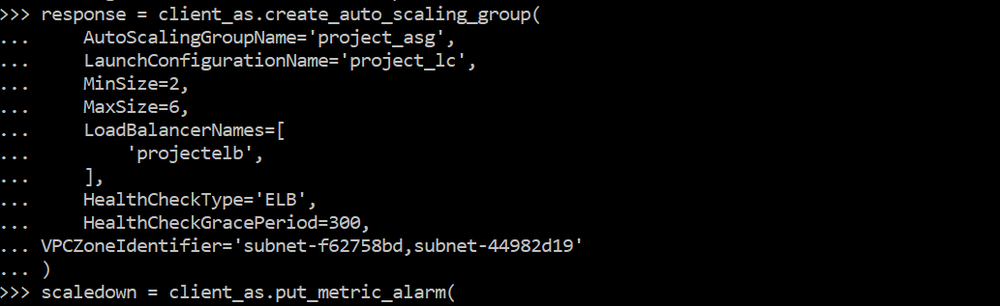 >>> response = client_as.create_auto_scaling_group(
...     AutoScalingGroupName='project_asg',
...     LaunchConfigurationName='project_lc',
...     MinSize=2,
...     MaxSize=6,
...     LoadBalancerNames=[
...         'projectelb',
...     ],
...     HealthCheckType='ELB',
...     HealthCheckGracePeriod=300,
... VPCZoneIdentifier='subnet-f62758bd,subnet-44982d19'
... )
>>> scaledown = client_as.put_metric_alarm(